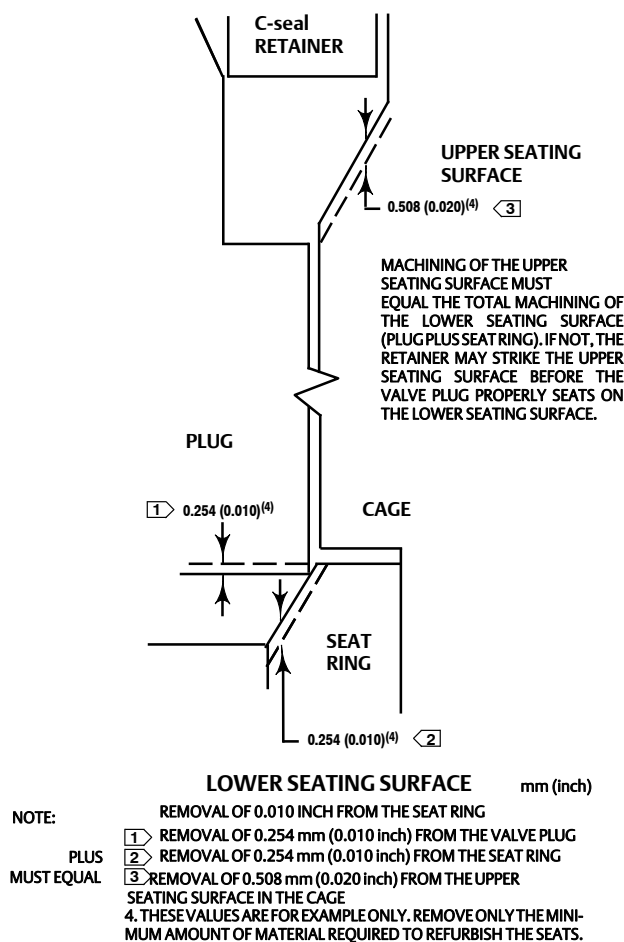 C-seal
RETAINER
UPPER SEATING
SURFACE
0.508 (0.020)(4) 3
MACHINING OF THE UPPER
SEATING SURFACE MUST
EQUAL THE TOTAL MACHINING OF
THE LOWER SEATING SURFACE
(PLUG PLUS SEAT RING). IF NOT, THE
RETAINER MAY STRIKE THE UPPER
SEATING SURFACE BEFORE THE
VALVE PLUG PROPERLY SEATS ON
THE LOWER SEATING SURFACE.
PLUG
1 0.254 (0.010)(4)
CAGE
SEAT
RING
0.254 (0.010)(4) 2
LOWER SEATING SURFACE mm (inch)
NOTE: REMOVAL OF 0.010 INCH FROM THE SEAT RING
1 REMOVAL OF 0.254 mm (0.010 inch) FROM THE VALVE PLUG
PLUS 2 REMOVAL OF 0.254 mm (0.010 inch) FROM THE SEAT RING
MUST EQUAL 3 REMOVAL OF 0.508 mm (0.020 inch) FROM THE UPPER
SEATING SURFACE IN THE CAGE
4. THESE VALUES ARE FOR EXAMPLE ONLY. REMOVE ONLY THE MINI-
MUM AMOUNT OF MATERIAL REQUIRED TO REFURBISH THE SEATS.